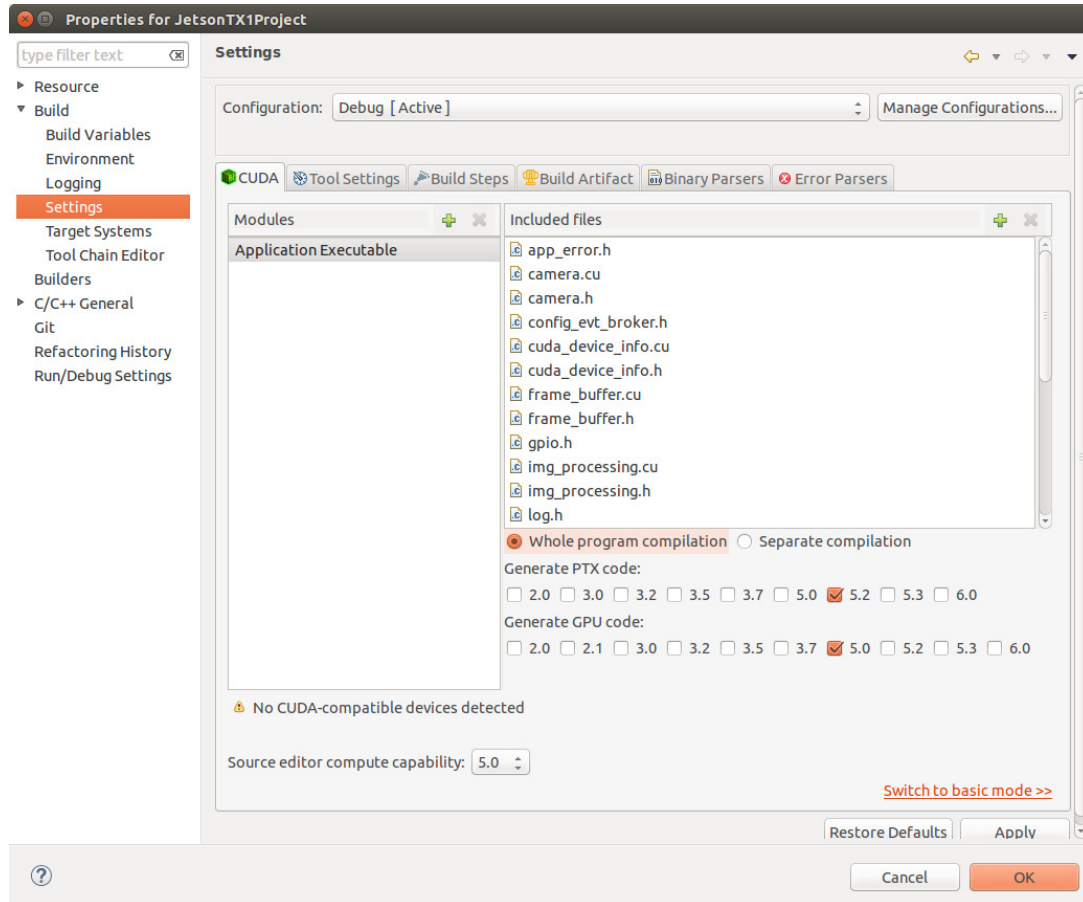 Properties for JetsonTX1Project
type filter text
Resource
Build
Build Variables
Environment
Logging
Settings
Target Systems
Tool Chain Editor
Builders
C/C++ General
Git
Refactoring History
Run/Debug Settings
Settings
Configuration: Debug [ Active ] Manage Configurations...
CUDA Tool Settings Build Steps Build Artifact Binary Parsers Error Parsers
Modules
Application Executable
Included files
app_error.h
camera.cu
camera.h
config_evt_broker.h
cuda_device_info.cu
cuda_device_info.h
frame_buffer.cu
frame_buffer.h
gpio.h
img_processing.cu
img_processing.h
log.h
Whole program compilation Separate compilation
Generate PTX code:
2.0 3.0 3.2 3.5 3.7 5.0 5.2 5.3 6.0
Generate GPU code:
2.0 2.1 3.0 3.2 3.5 3.7 5.0 5.2 5.3 6.0
No CUDA-compatible devices detected
Source editor compute capability: 5.0
Switch to basic mode >>
Restore Defaults Apply
Cancel OK